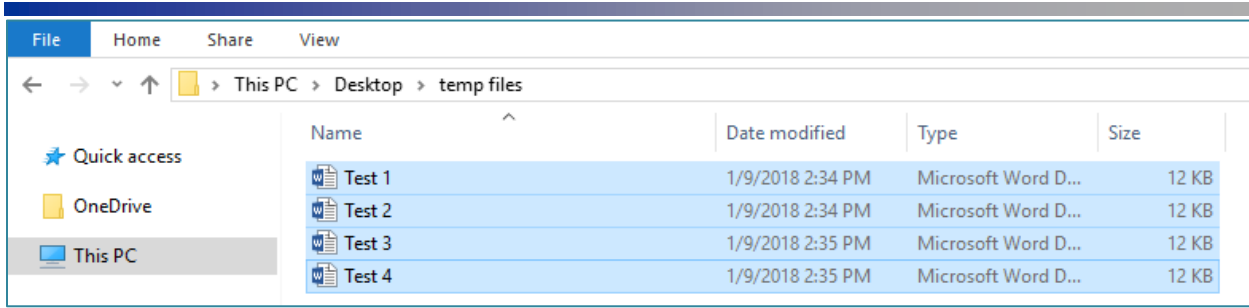 File Home Share View
This PC > Desktop > temp files
Name Date modified Type Size
Quick access
OneDrive
This PC
Test 1 1/9/2018 2:34 PM Microsoft Word D... 12 KB
Test 2 1/9/2018 2:34 PM Microsoft Word D... 12 KB
Test 3 1/9/2018 2:35 PM Microsoft Word D... 12 KB
Test 4 1/9/2018 2:35 PM Microsoft Word D... 12 KB